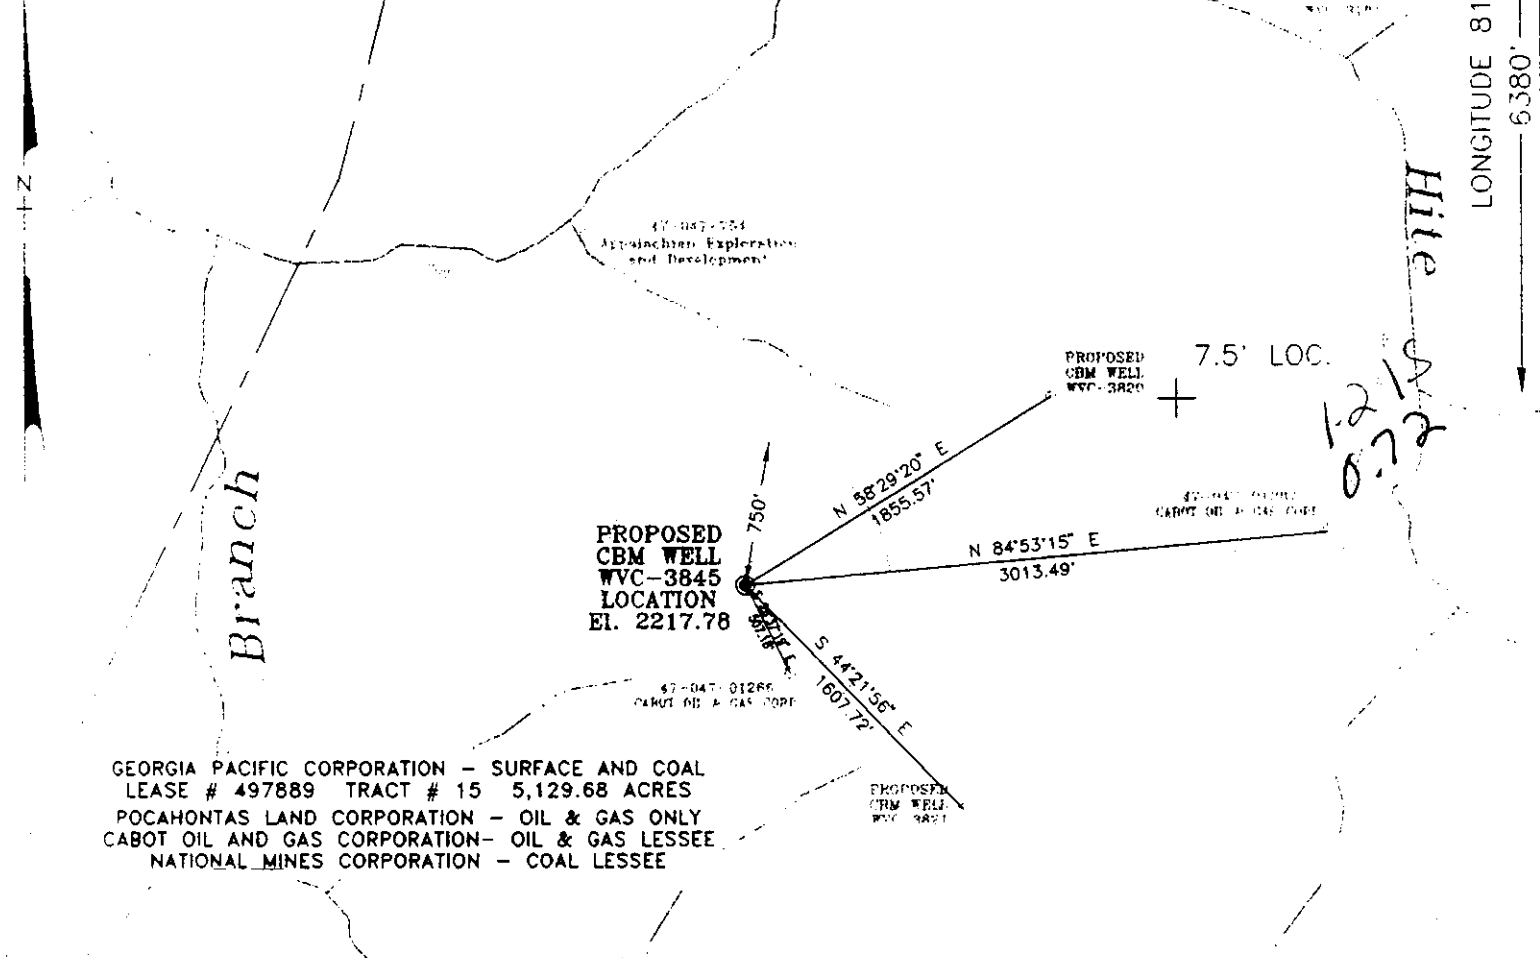 LONGITUDE 81
6380'
N
Hite
47-047-
Appalachian Exploration
and Development
PROPOSED
CBM WELL
WVC-3820
7.5' LOC.
1.2 1S
0.72
N 58°29'20" E
1855.57'
750'
CABOT OIL & GAS CORP
N 84°53'15" E
3013.49'
Branch
PROPOSED
CBM WELL
WVC-3845
LOCATION
El. 2217.78
S 44°21'56" E
1607.72'
47-047-01266
CABOT OIL & GAS CORP
PROPOSED
CBM WELL
GEORGIA PACIFIC CORPORATION – SURFACE AND COAL
LEASE # 497889 TRACT # 15 5,129.68 ACRES
POCAHONTAS LAND CORPORATION – OIL & GAS ONLY
CABOT OIL AND GAS CORPORATION– OIL & GAS LESSEE
NATIONAL MINES CORPORATION – COAL LESSEE